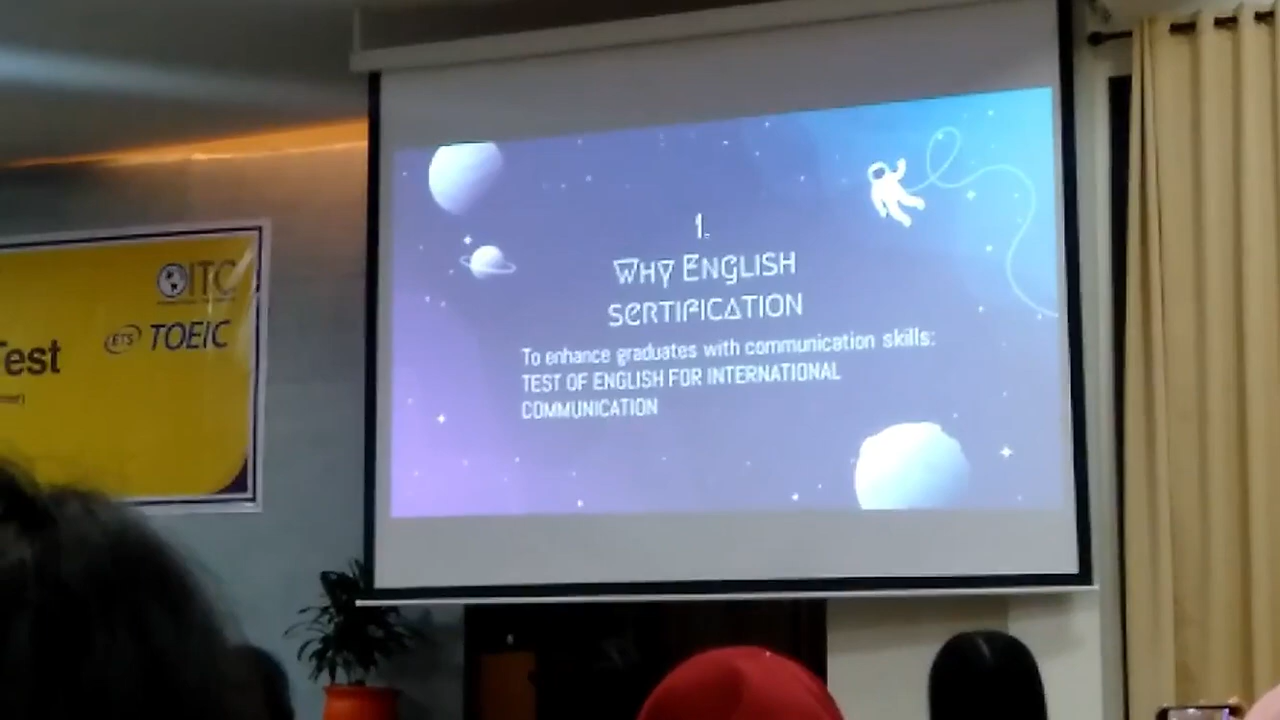 1.
WHY ENGLISH
SERTIFICATION
To enhance graduates with communication skills:
TEST OF ENGLISH FOR INTERNATIONAL
COMMUNICATION
ITC
ETS TOEIC
Test